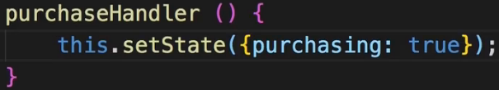 purchaseHandler () {
    this.setState({purchasing: true});
}